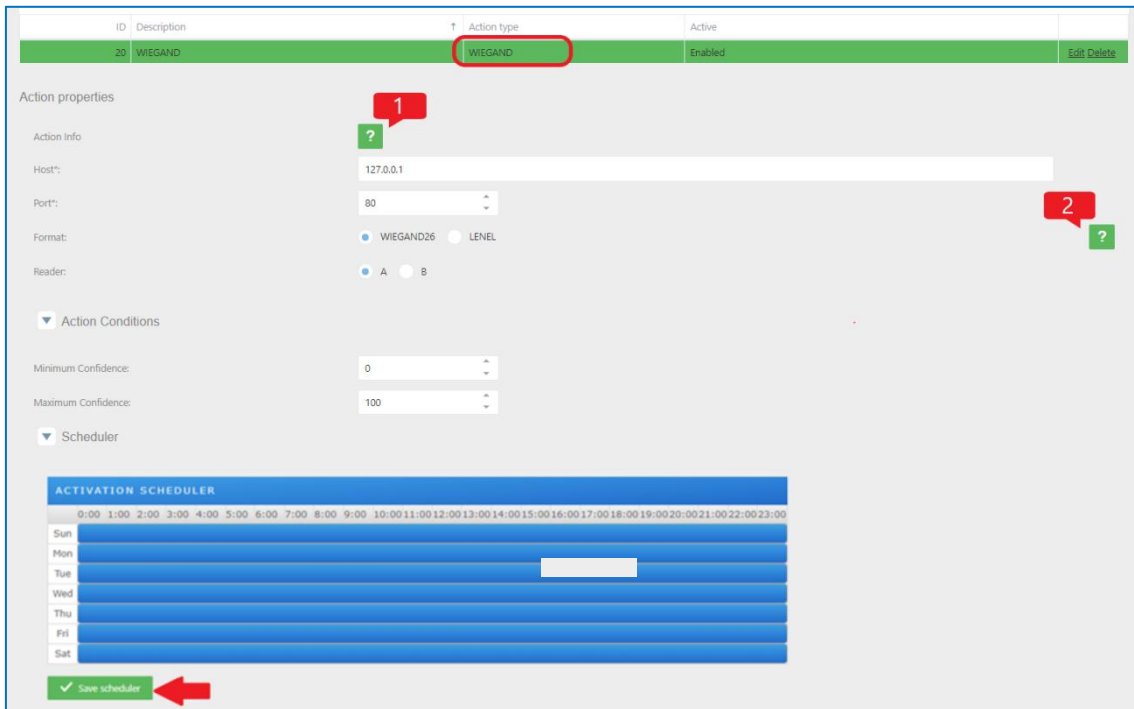 ID Description ↑ Action type Active
20 WIEGAND WIEGAND Enabled Edit Delete
Action properties
1
Action Info ?
Host*: 127.0.0.1
Port*: 80
2
Format: WIEGAND26 LENEL ?
Reader: A B
Action Conditions
Minimum Confidence: 0
Maximum Confidence: 100
Scheduler
ACTIVATION SCHEDULER
0:00 1:00 2:00 3:00 4:00 5:00 6:00 7:00 8:00 9:00 10:00 11:00 12:00 13:00 14:00 15:00 16:00 17:00 18:00 19:00 20:00 21:00 22:00 23:00
Sun
Mon
Tue
Wed
Thu
Fri
Sat
Save scheduler